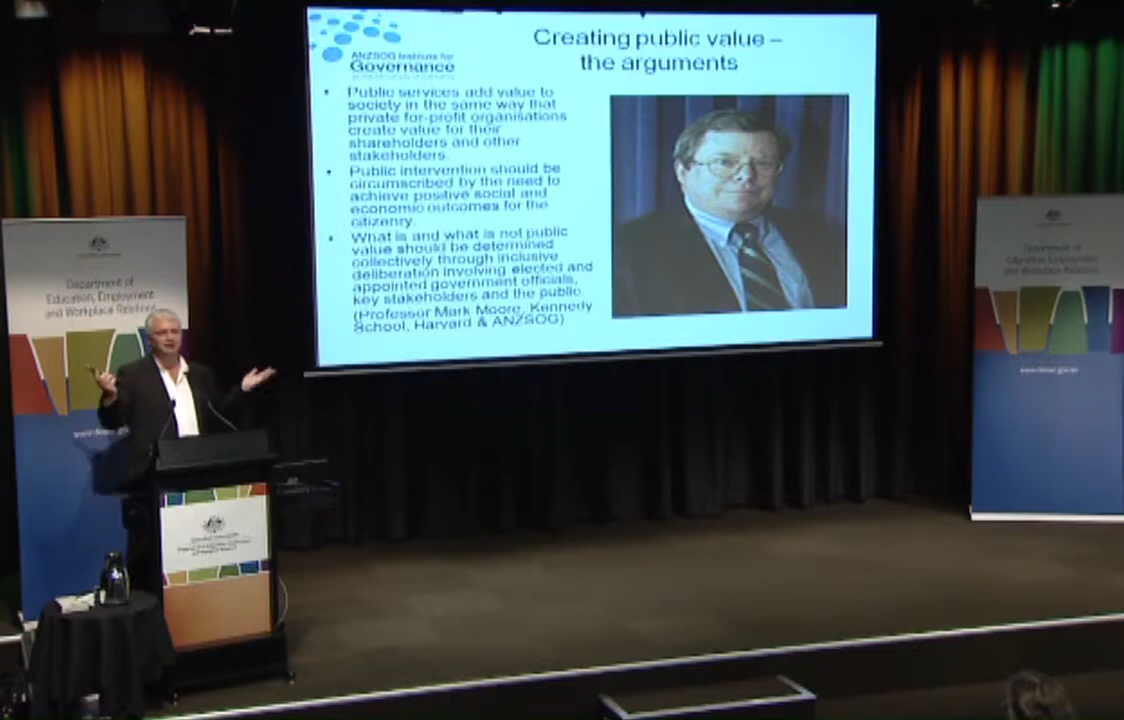 Creating public value –
the arguments
ANZSOG Institute for
Governance
• Public services add value to
society in the same way that
private for-profit organisations
create value for their
shareholders and other
stakeholders.
• Public intervention should be
circumscribed by the need to
achieve positive social and
economic outcomes for the
citizenry.
• What is and what is not public
value should be determined
collectively through inclusive
deliberation involving elected and
appointed government officials,
key stakeholders and the public.
(Professor Mark Moore, Kennedy
School, Harvard & ANZSOG)
Department of
Education, Employment
and Workplace Relations
Department of
Education, Employment
and Workplace Relations
www.deewr.gov.au